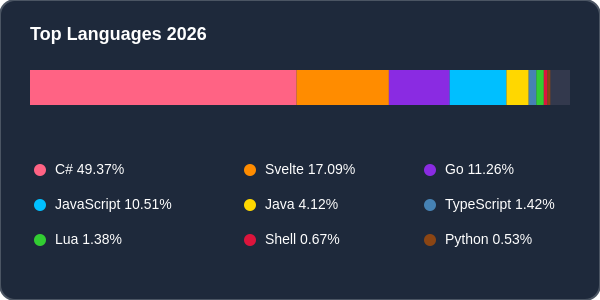 Top Languages 2026
C# 49.37%
Svelte 17.09%
Go 11.26%
JavaScript 10.51%
Java 4.12%
TypeScript 1.42%
Lua 1.38%
Shell 0.67%
Python 0.53%